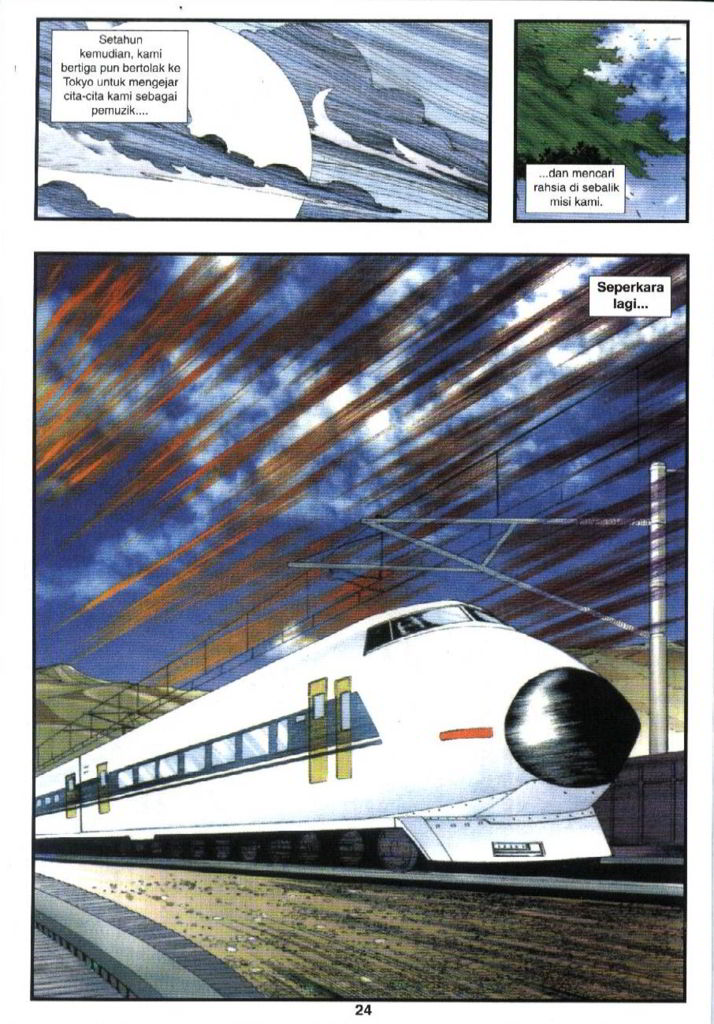 Setahun
kemudian, kami
bertiga pun bertolak ke
Tokyo untuk mengejar
cita-cita kami sebagai
pemuzik....
...dan mencari
rahsia di sebalik
misi kami.
Seperkara
lagi...
24